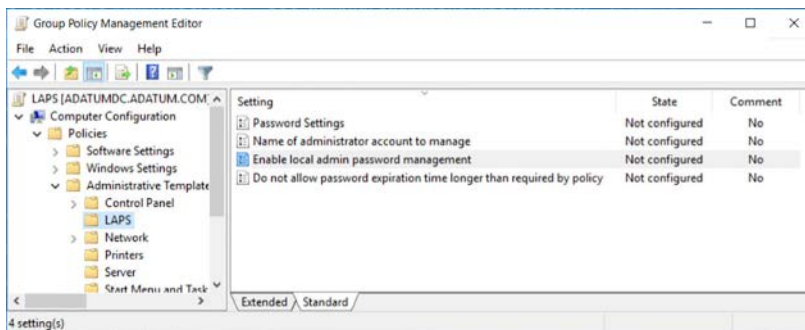 Group Policy Management Editor
File Action View Help
LAPS [ADATUMDC.ADATUM.COM]
Computer Configuration
Policies
Software Settings
Windows Settings
Administrative Template
Control Panel
LAPS
Network
Printers
Server
Start Menu and Task
Setting State Comment
Password Settings Not configured No
Name of administrator account to manage Not configured No
Enable local admin password management Not configured No
Do not allow password expiration time longer than required by policy Not configured No
Extended Standard
4 setting(s)